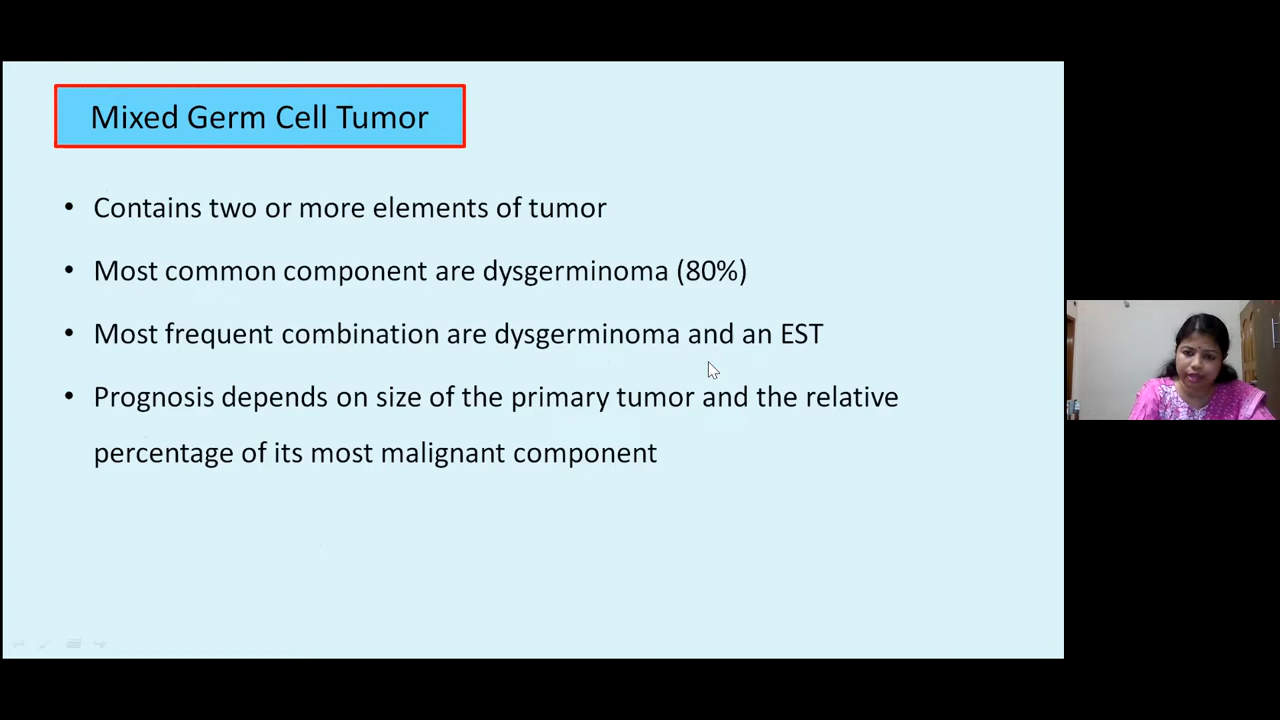 Mixed Germ Cell Tumor
• Contains two or more elements of tumor
• Most common component are dysgerminoma (80%)
• Most frequent combination are dysgerminoma and an EST
• Prognosis depends on size of the primary tumor and the relative
percentage of its most malignant component